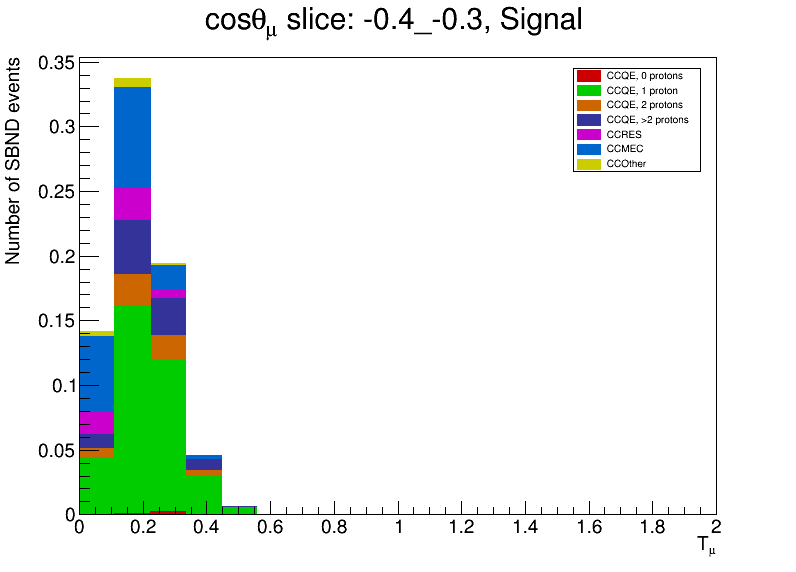 cosθμ slice: -0.4_-0.3, Signal
Number of SBND events
0.35
0.3
0.25
0.2
0.15
0.1
0.05
0
CCQE, 0 protons
CCQE, 1 proton
CCQE, 2 protons
CCQE, >2 protons
CCRES
CCMEC
CCOther
0 0.2 0.4 0.6 0.8 1 1.2 1.4 1.6 1.8 2
Tμ